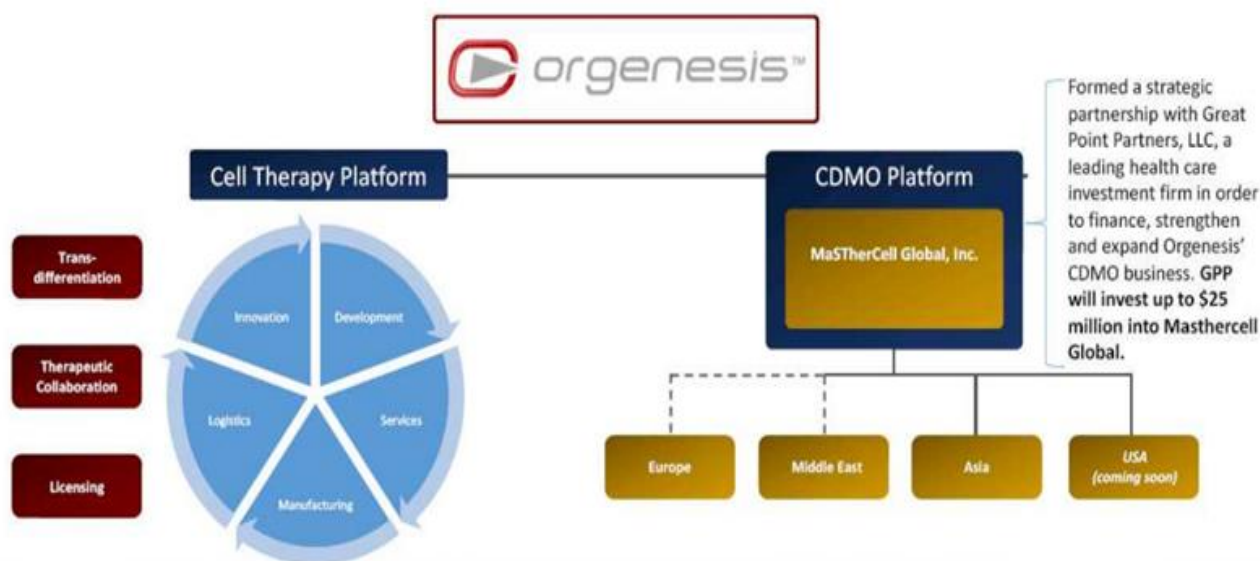 orgenesis™
Cell Therapy Platform
Trans-
differentiation
Therapeutic
Collaboration
Licensing
Innovation
Development
Logistics
Services
Manufacturing
CDMO Platform
MaSTherCell Global, Inc.
Europe
Middle East
Asia
USA
(coming soon)
Formed a strategic
partnership with Great
Point Partners, LLC, a
leading health care
investment firm in order
to finance, strengthen
and expand Orgenesis’
CDMO business. GPP
will invest up to $25
million into Masthercell
Global.